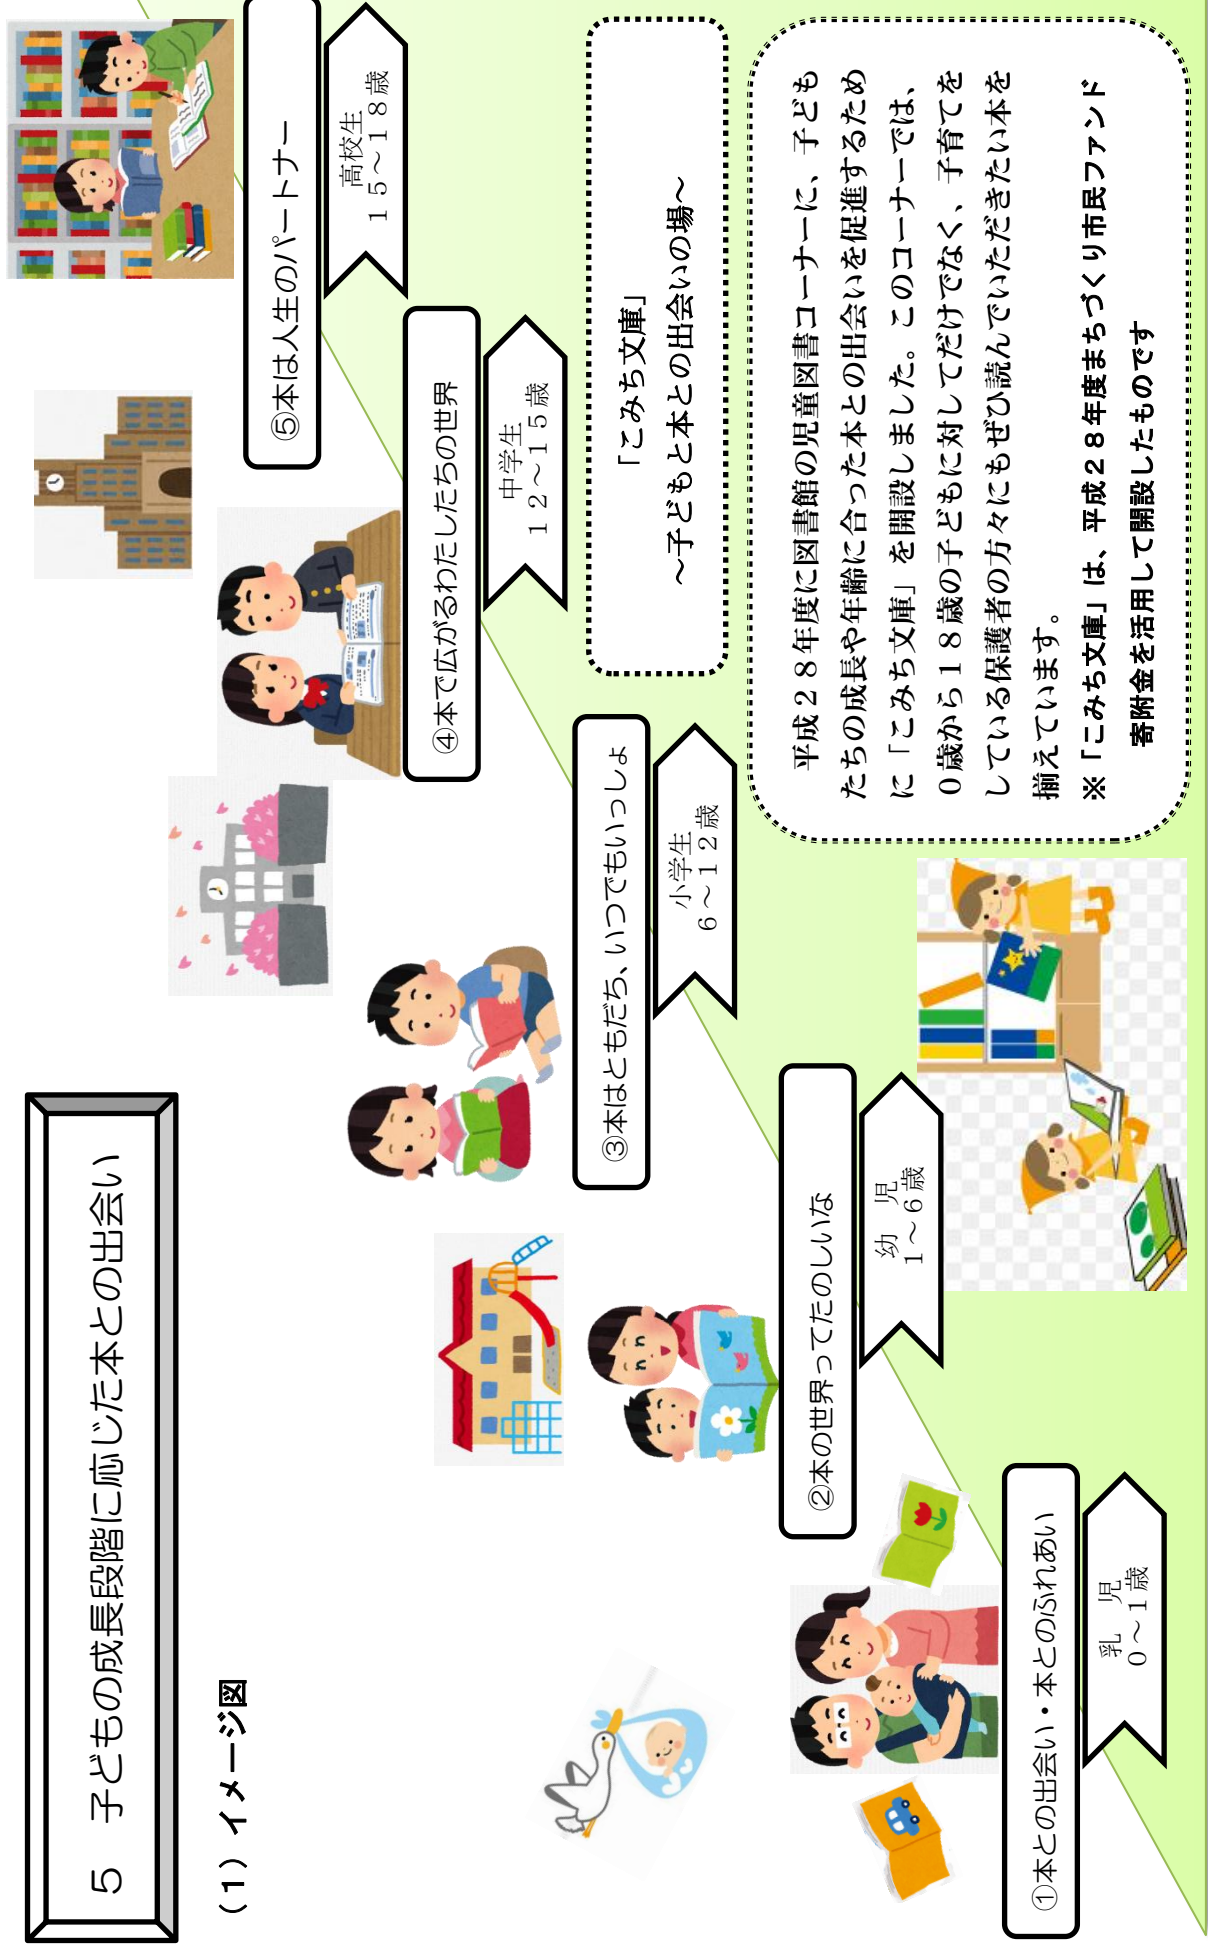 ５　子どもの成長段階に応じた本との出会い
（１）イメージ図
⑤本は人生のパートナー
高校生
１５～１８歳
④本で広がるわたしたちの世界
中学生
１２～１５歳
③本はともだち、いつでもいっしょ
小学生
６～１２歳
②本の世界ってたのしいな
幼　児
１～６歳
①本との出会い・本とのふれあい
乳　児
０～１歳
「こみち文庫」
～子どもと本との出会いの場～
平成２８年度に図書館の児童図書コーナーに、子ども
たちの成長や年齢に合った本との出会いを促進するため
に「こみち文庫」を開設しました。このコーナーでは、
０歳から１８歳の子どもに対してだけでなく、子育てを
している保護者の方々にもぜひ読んでいただきたい本を
揃えています。
※「こみち文庫」は、平成２８年度まちづくり市民ファンド
寄附金を活用して開設したものです